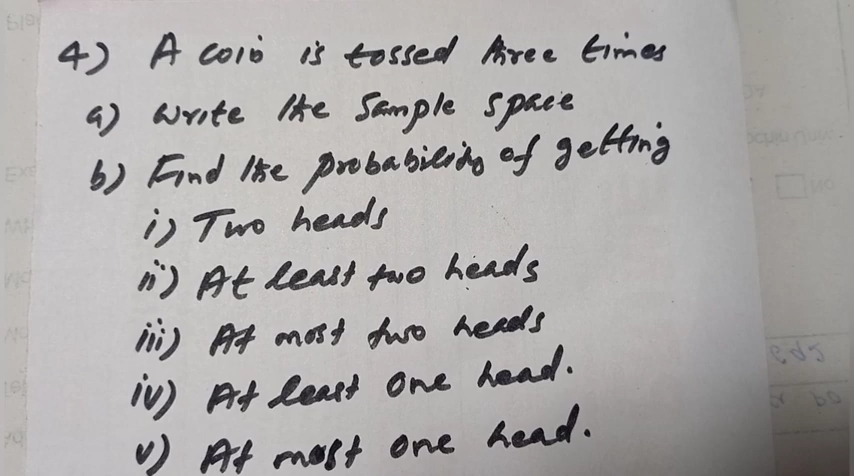 4) A coin is tossed three times
a) Write the Sample space
b) Find the probability of getting
i) Two heads
ii) At least two heads
iii) At most two heads
iv) At least one head.
v) At most one head.